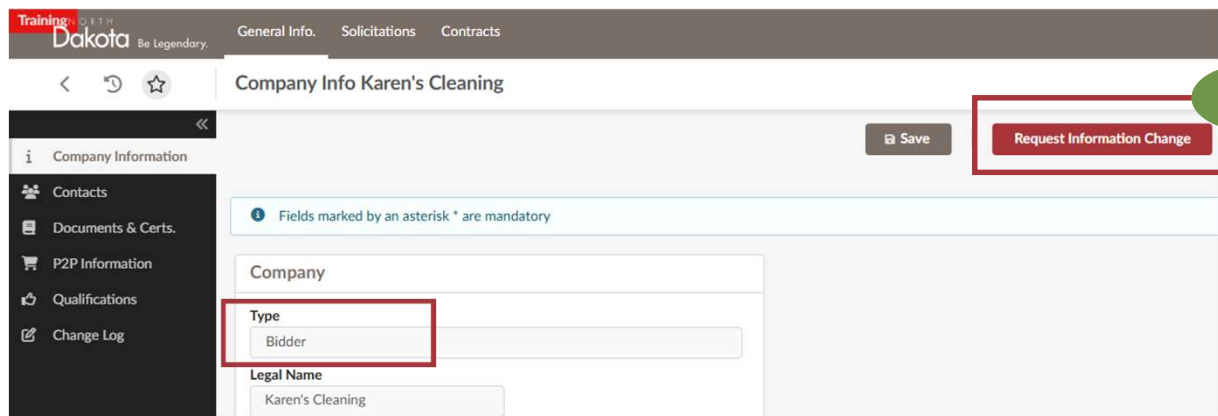 Training
NORTH
Dakota Be Legendary.
General Info. Solicitations Contracts
Company Info Karen's Cleaning
Save Request Information Change
i Company Information
Contacts
Documents & Certs.
P2P Information
Qualifications
Change Log
Fields marked by an asterisk * are mandatory
Company
Type
Bidder
Legal Name
Karen's Cleaning